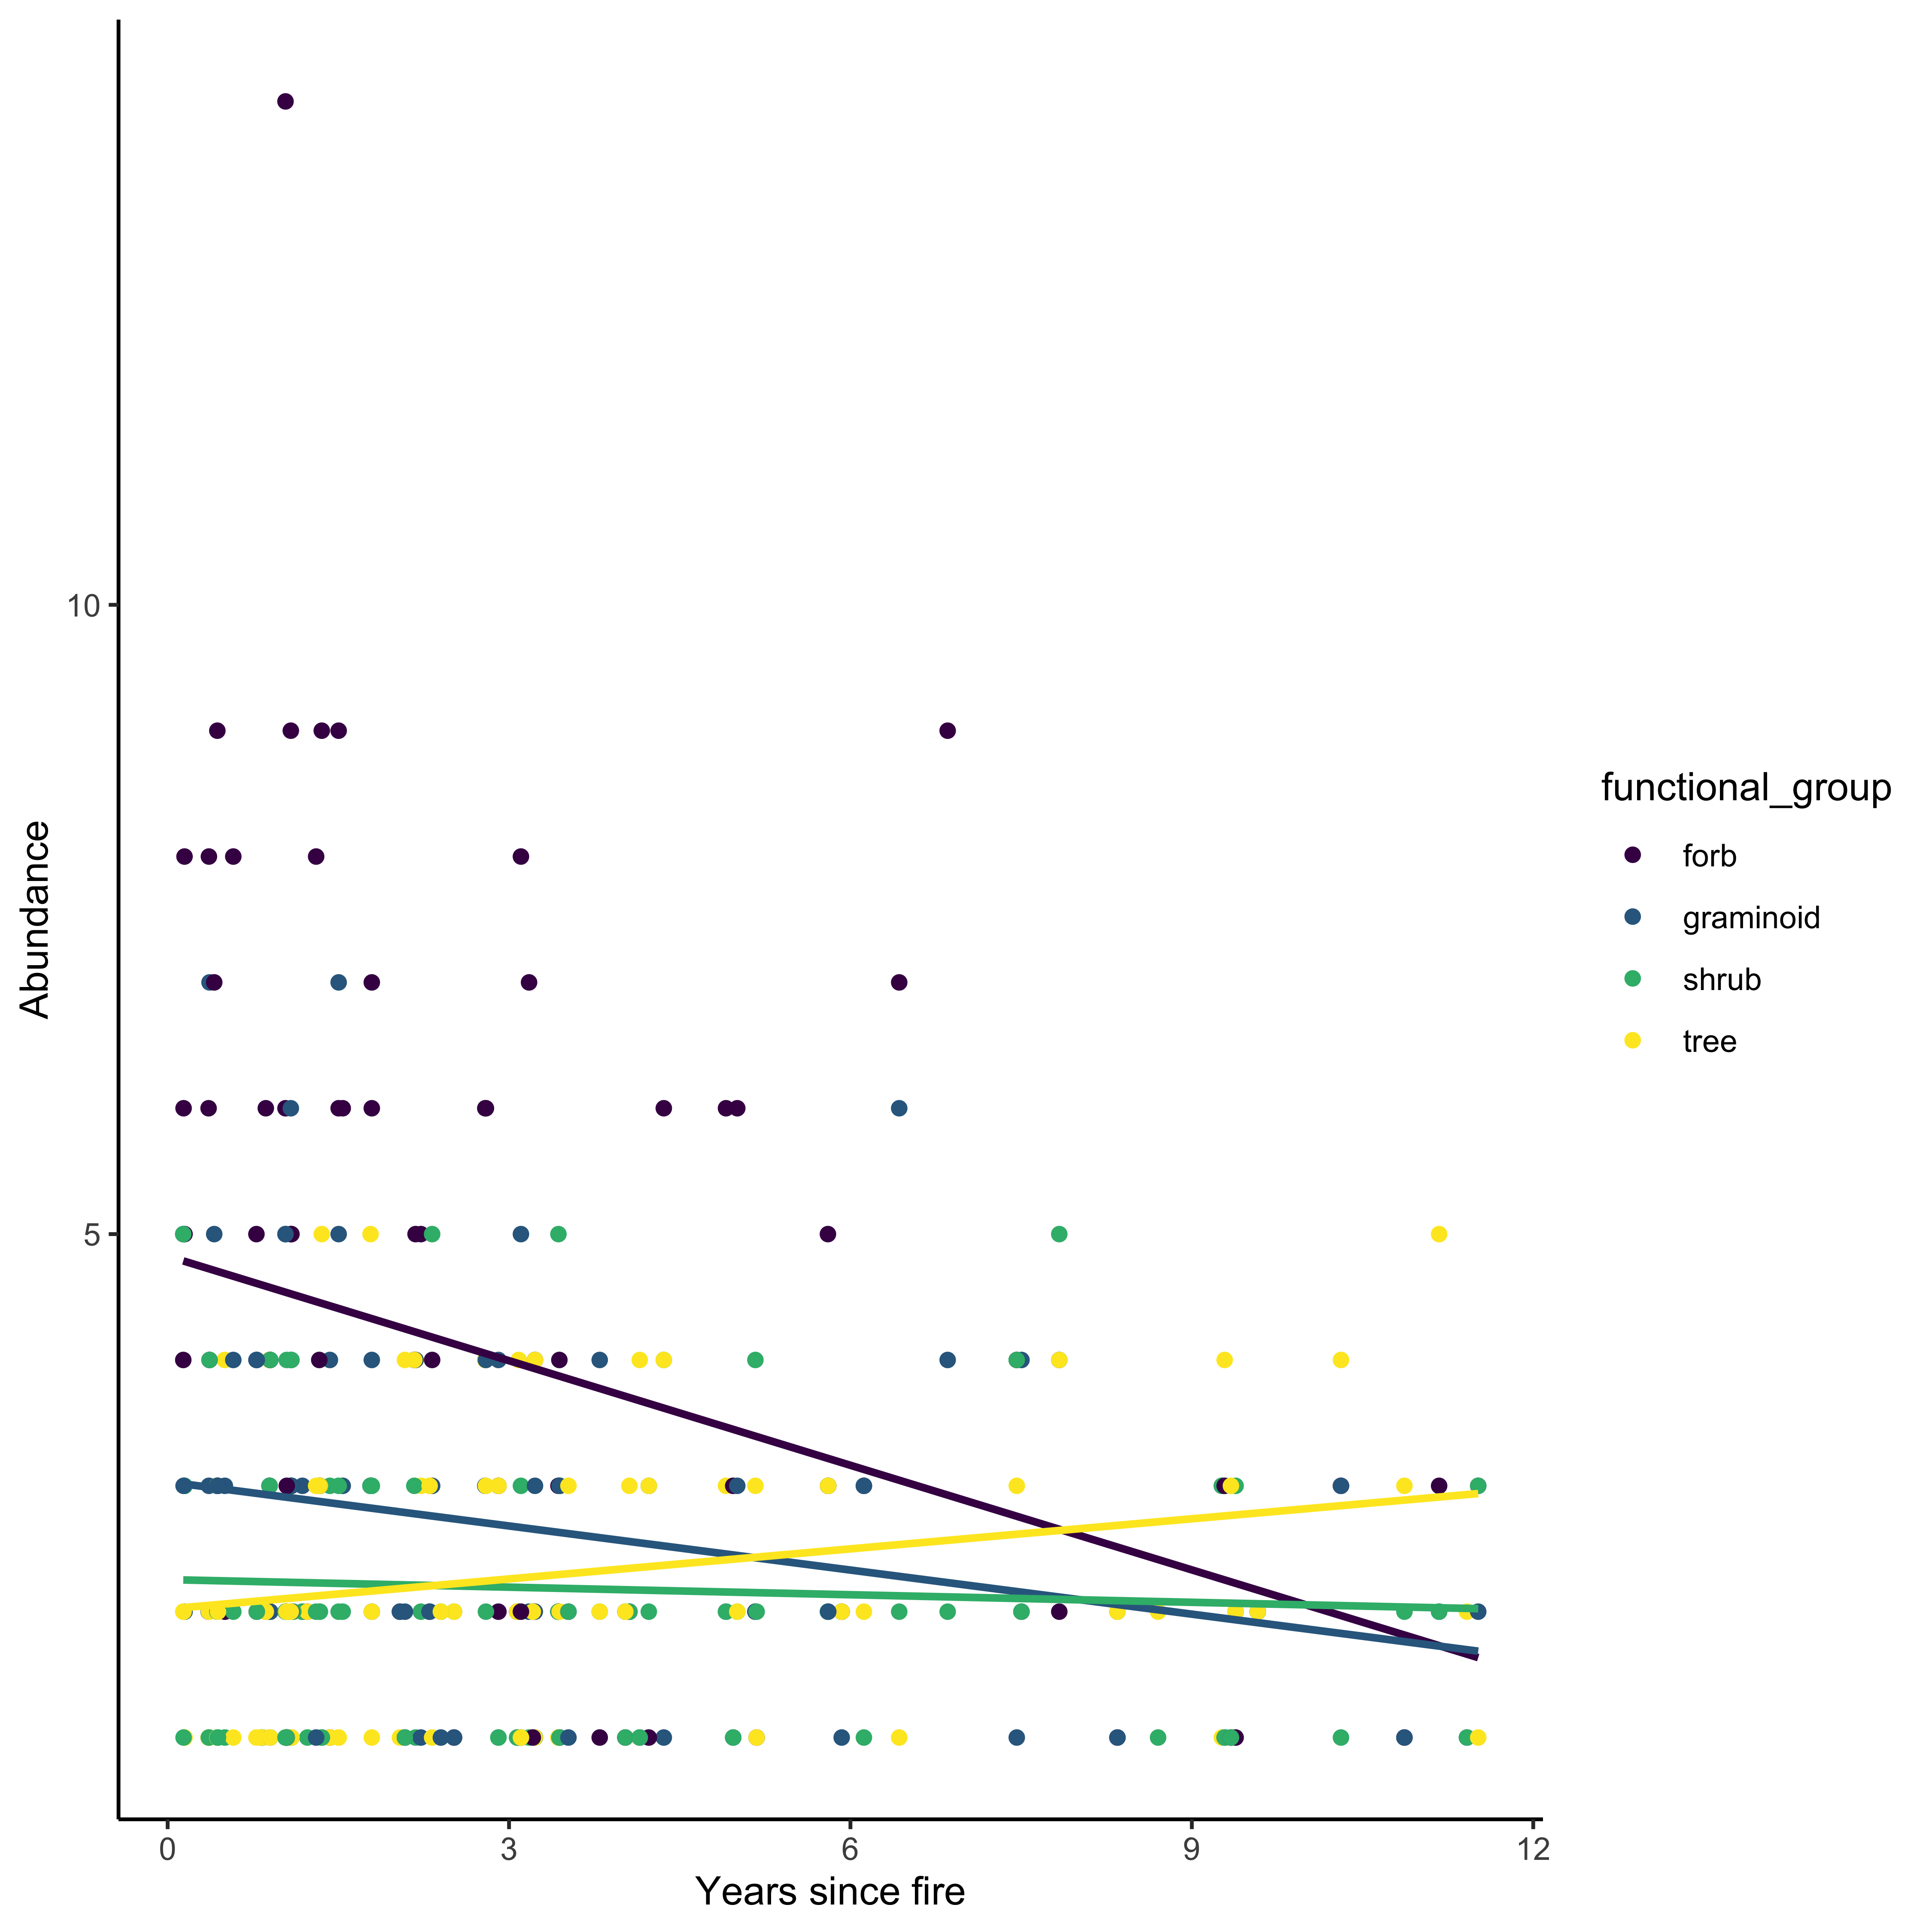 Abundance
10
5
0
3
6
9
12
Years since fire
functional_group
forb
graminoid
shrub
tree